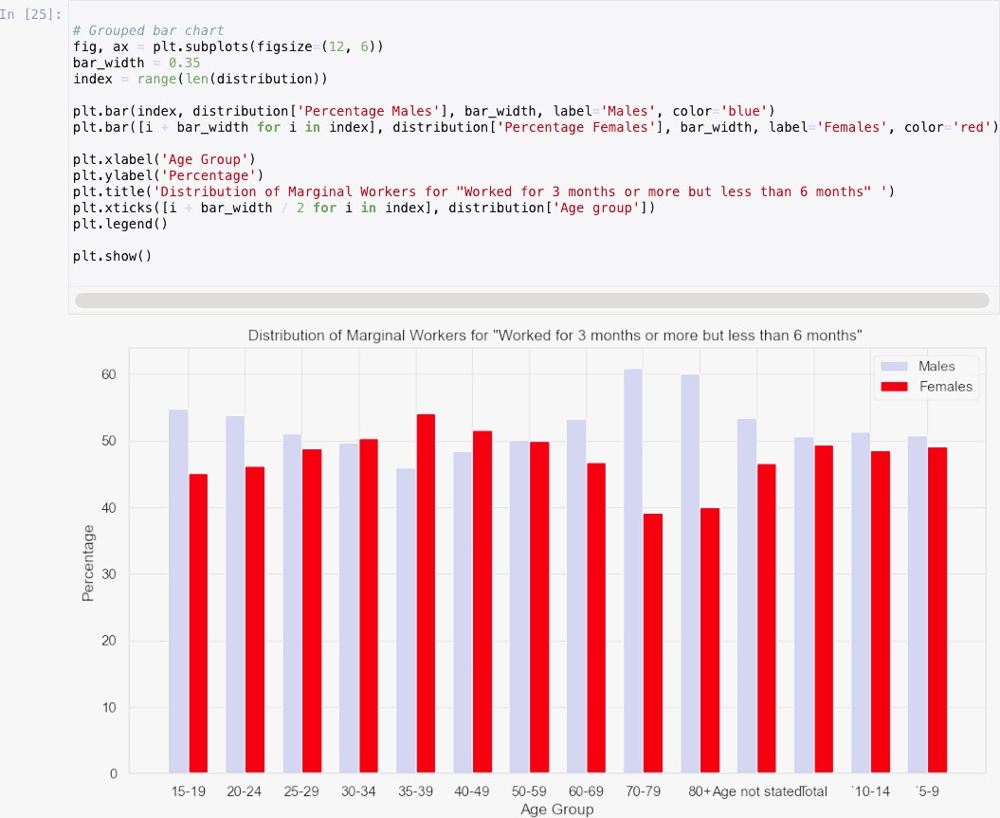 In [25]:
# Grouped bar chart
fig, ax = plt.subplots(figsize=(12, 6))
bar_width = 0.35
index = range(len(distribution))
plt.bar(index, distribution['Percentage Males'], bar_width, label='Males', color='blue')
plt.bar([i + bar_width for i in index], distribution['Percentage Females'], bar_width, label='Females', color='red')
plt.xlabel('Age Group')
plt.ylabel('Percentage')
plt.title('Distribution of Marginal Workers for "Worked for 3 months or more but less than 6 months" ')
plt.xticks([i + bar_width / 2 for i in index], distribution['Age group'])
plt.legend()
plt.show()
Distribution of Marginal Workers for "Worked for 3 months or more but less than 6 months"
Males
Females
60
50
40
30
20
10
0
Percentage
15-19 20-24 25-29 30-34 35-39 40-49 50-59 60-69 70-79 80+ Age not stated Total `10-14 `5-9
Age Group